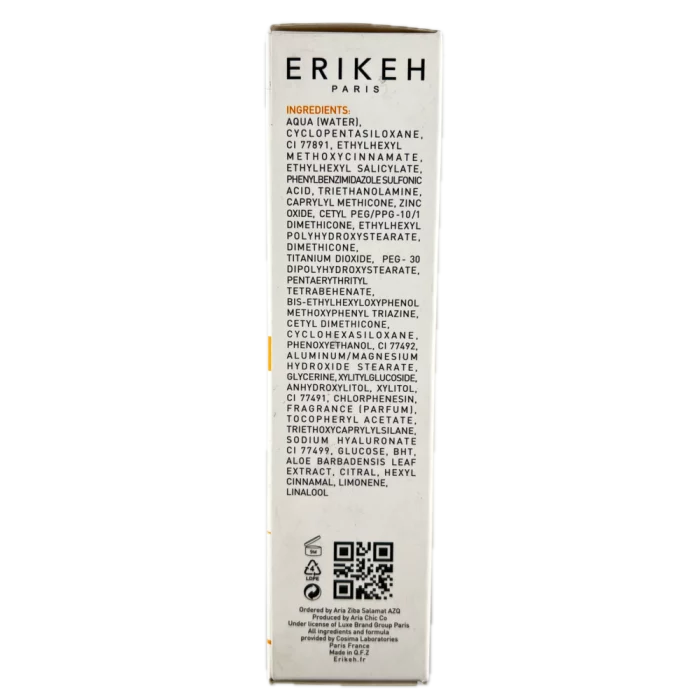 ERIKEH
PARIS
INGREDIENTS:
AQUA (WATER),
CYCLOPENTASILOXANE,
CI 77891, ETHYLHEXYL
METHOXYCINNAMATE,
ETHYLHEXYL SALICYLATE,
PHENYLBENZIMIDAZOLE SULFONIC
ACID, TRIETHANOLAMINE,
CAPRYLYL METHICONE, ZINC
OXIDE, CETYL PEG/PPG-10/1
DIMETHICONE, ETHYLHEXYL
POLYHYDROXYSTEARATE,
DIMETHICONE,
TITANIUM DIOXIDE, PEG- 30
DIPOLYHYDROXYSTEARATE,
PENTAERYTHRITYL
TETRABEHENATE,
BIS-ETHYLHEXYLOXYPHENOL
METHOXYPHENYL TRIAZINE,
CETYL DIMETHICONE,
CYCLOHEXASILOXANE,
PHENOXYETHANOL, CI 77492,
ALUMINUM/MAGNESIUM
HYDROXIDE STEARATE,
GLYCERINE, XYLITYLGLUCOSIDE,
ANHYDROXYLITOL, XYLITOL,
CI 77491, CHLORPHENESIN,
FRAGRANCE (PARFUM),
TOCOPHERYL ACETATE,
TRIETHOXYCAPRYLYLSILANE,
SODIUM HYALURONATE
CI 77499, GLUCOSE, BHT,
ALOE BARBADENSIS LEAF
EXTRACT, CITRAL, HEXYL
CINNAMAL, LIMONENE,
LINALOOL
4
LDPE
Ordered by Aria Ziba Salamat AZQ
Produced by Aria Chic Co
Under license of Luxe Brand Group Paris
All ingredients and formula
provided by Cosima Laboratories
Paris France
Made in Q.F.Z
Erikeh.fr